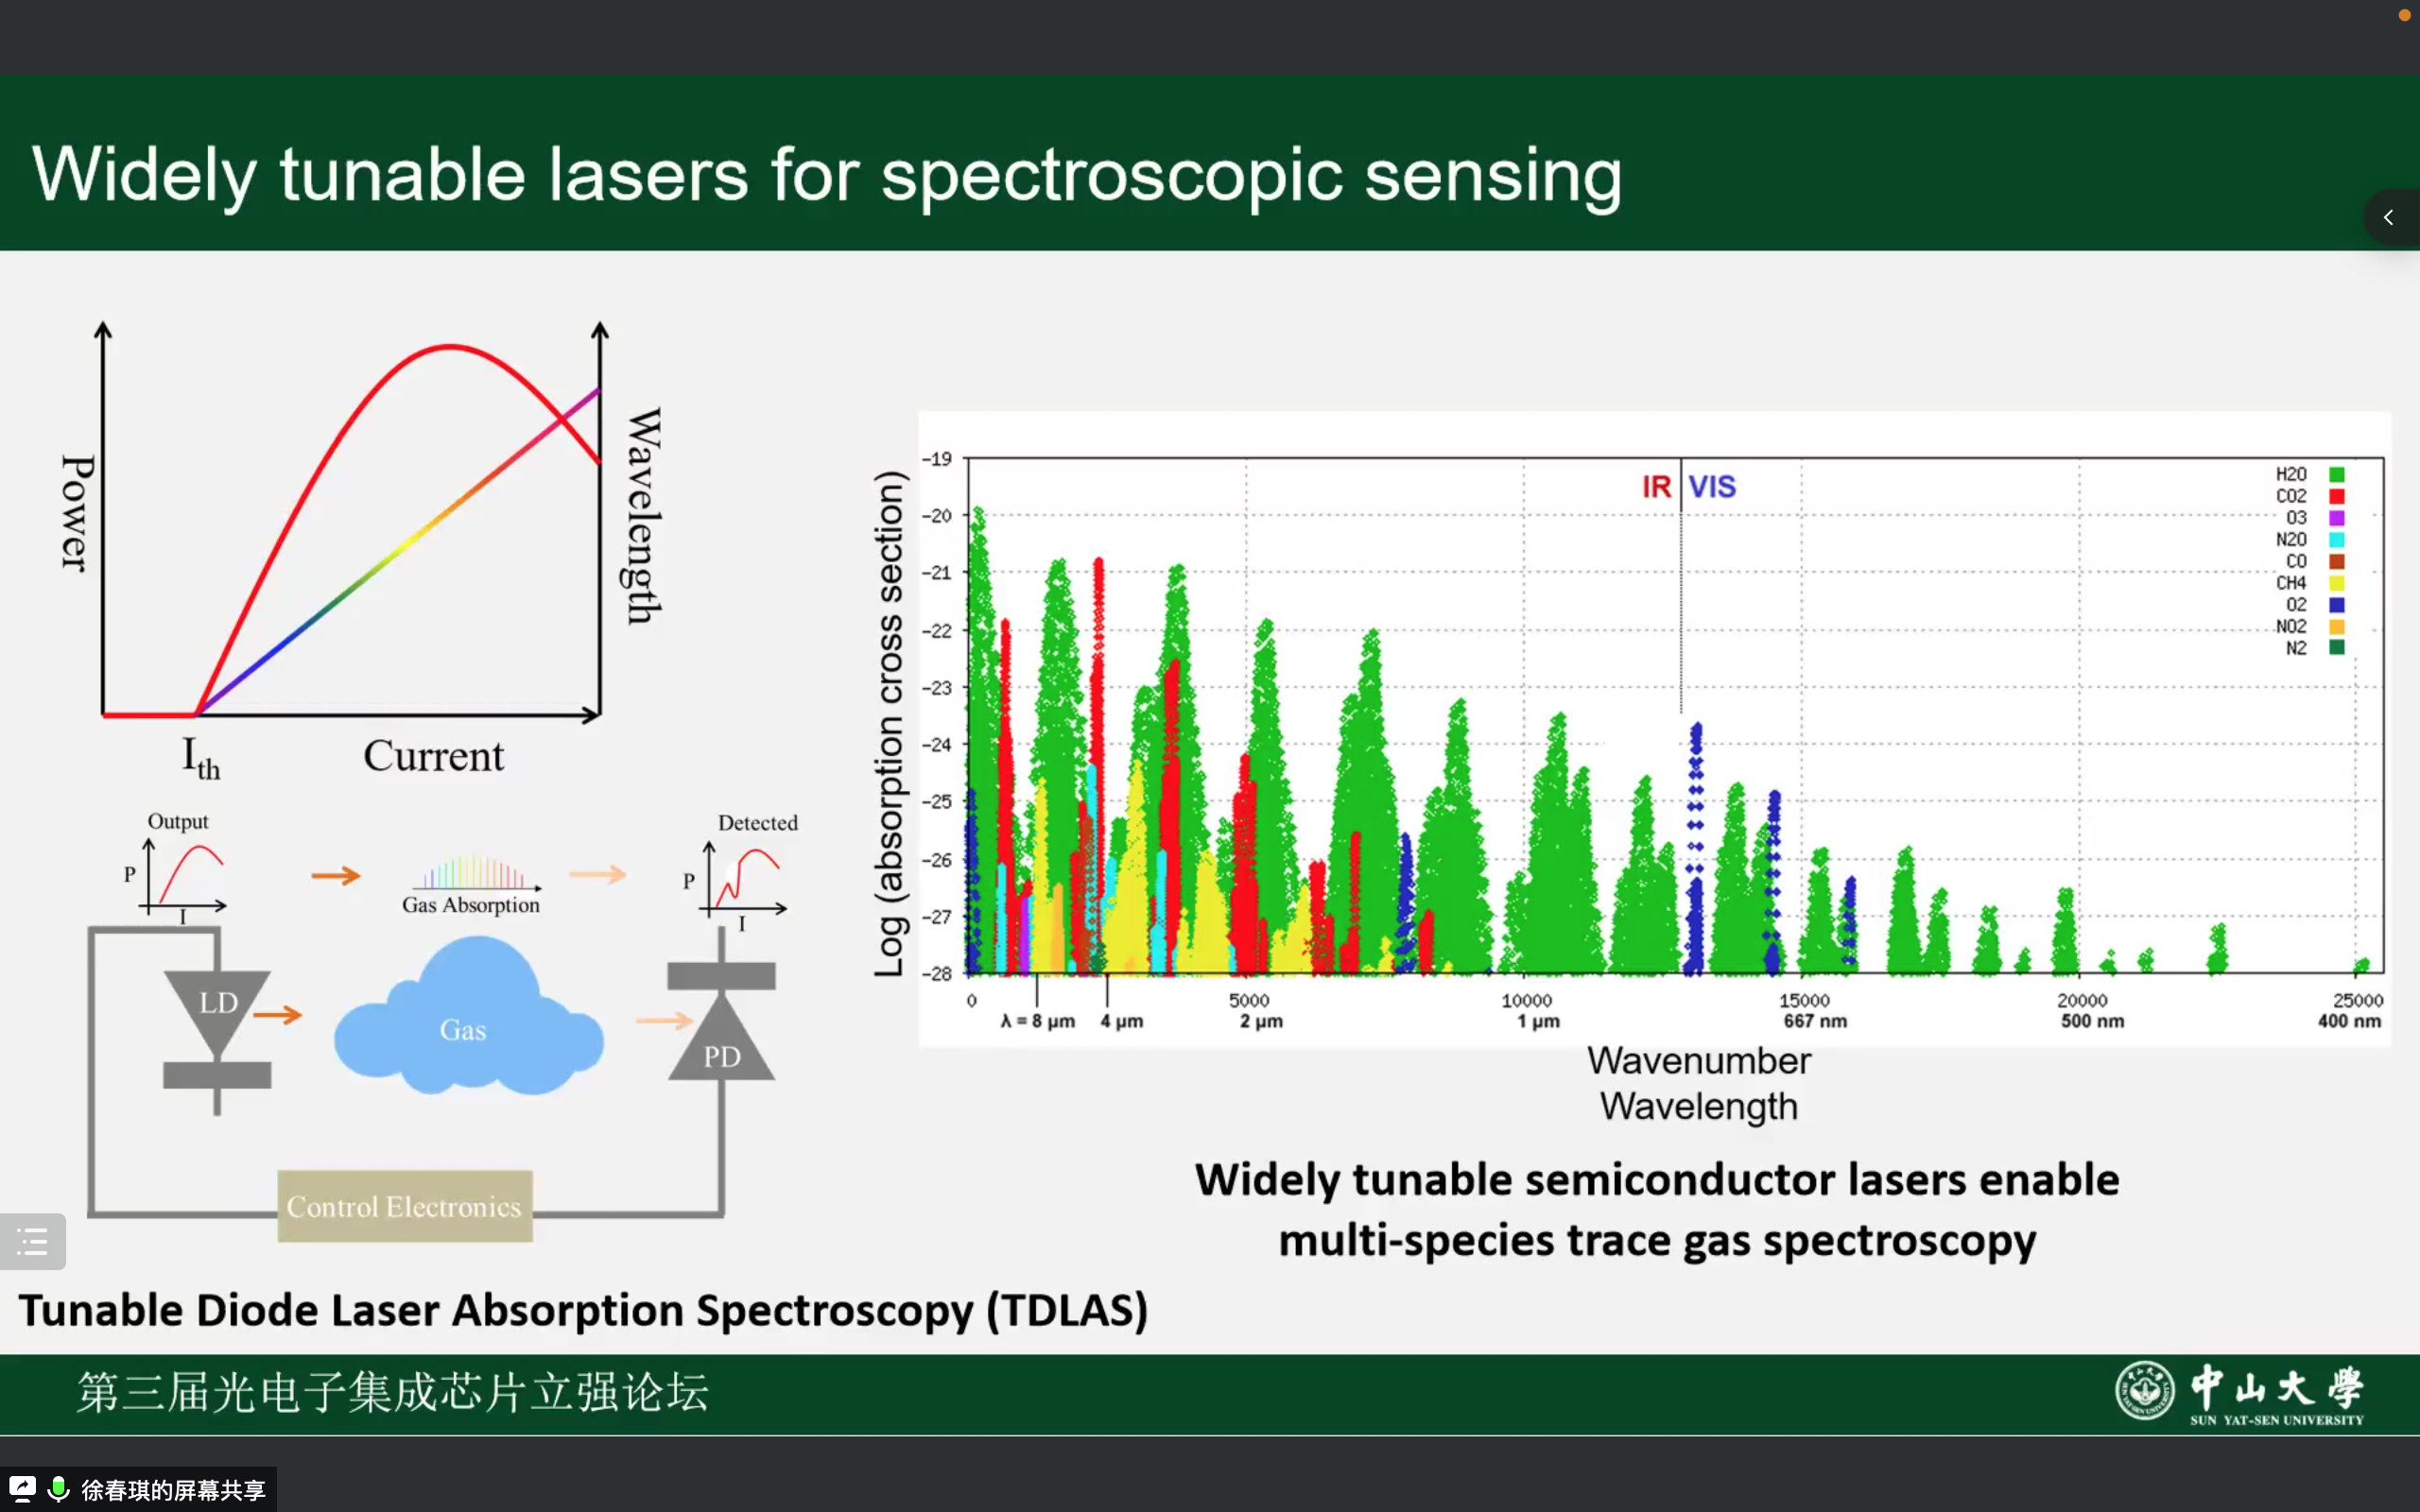 Widely tunable lasers for spectroscopic sensing
Power
Wavelength
Ith
Current
Output
P
I
Gas Absorption
Detected
P
I
LD
Gas
PD
Control Electronics
Tunable Diode Laser Absorption Spectroscopy (TDLAS)
Log (absorption cross section)
-19
-20
-21
-22
-23
-24
-25
-26
-27
-28
IR VIS
H2O
CO2
O3
N2O
CO
CH4
O2
NO2
N2
0 5000 10000 15000 20000 25000
λ = 8 µm 4 µm 2 µm 1 µm 667 nm 500 nm 400 nm
Wavenumber
Wavelength
Widely tunable semiconductor lasers enable
multi-species trace gas spectroscopy
第三届光电子集成芯片立强论坛
中山大學
SUN YAT-SEN UNIVERSITY
徐春琪的屏幕共享